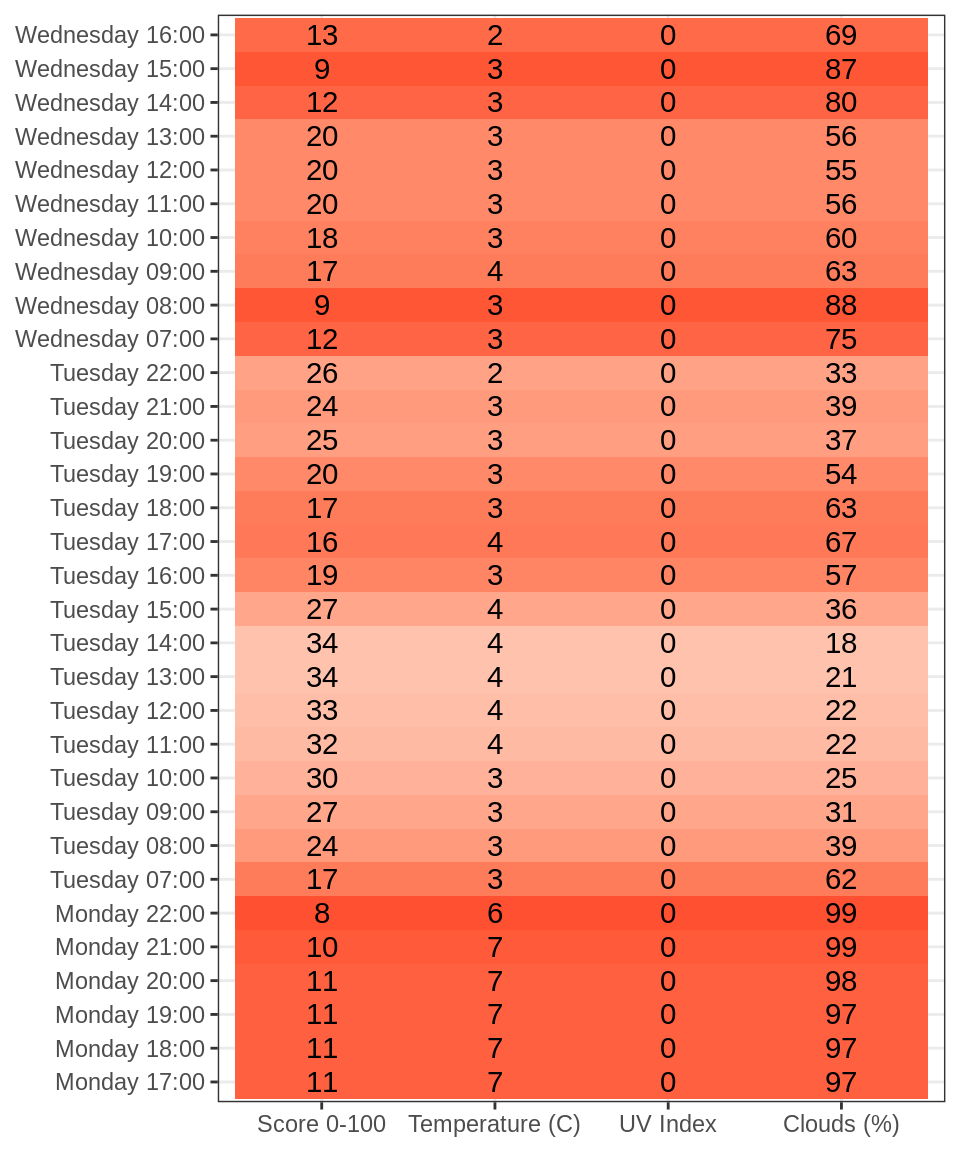 Wednesday 16:00 13 2 0 69
Wednesday 15:00 9 3 0 87
Wednesday 14:00 12 3 0 80
Wednesday 13:00 20 3 0 56
Wednesday 12:00 20 3 0 55
Wednesday 11:00 20 3 0 56
Wednesday 10:00 18 3 0 60
Wednesday 09:00 17 4 0 63
Wednesday 08:00 9 3 0 88
Wednesday 07:00 12 3 0 75
Tuesday 22:00 26 2 0 33
Tuesday 21:00 24 3 0 39
Tuesday 20:00 25 3 0 37
Tuesday 19:00 20 3 0 54
Tuesday 18:00 17 3 0 63
Tuesday 17:00 16 4 0 67
Tuesday 16:00 19 3 0 57
Tuesday 15:00 27 4 0 36
Tuesday 14:00 34 4 0 18
Tuesday 13:00 34 4 0 21
Tuesday 12:00 33 4 0 22
Tuesday 11:00 32 4 0 22
Tuesday 10:00 30 3 0 25
Tuesday 09:00 27 3 0 31
Tuesday 08:00 24 3 0 39
Tuesday 07:00 17 3 0 62
Monday 22:00 8 6 0 99
Monday 21:00 10 7 0 99
Monday 20:00 11 7 0 98
Monday 19:00 11 7 0 97
Monday 18:00 11 7 0 97
Monday 17:00 11 7 0 97
Score 0-100 Temperature (C) UV Index Clouds (%)